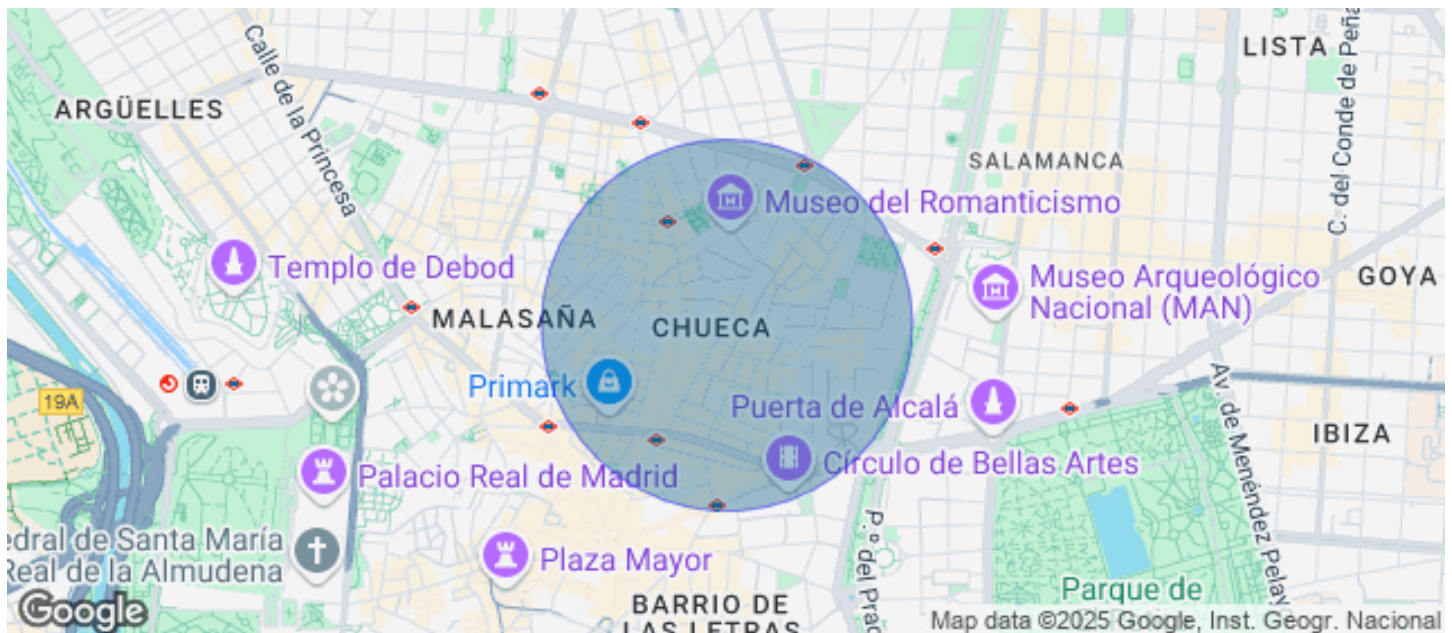 LISTA
C. del Conde de Peña
ARGÜELLES
Calle de la Princesa
SALAMANCA
Museo del Romanticismo
Templo de Debod
Museo Arqueológico
Nacional (MAN)
GOYA
MALASAÑA
CHUECA
Primark
Puerta de Alcalá
19A
Av. de Menéndez Pelay
IBIZA
Palacio Real de Madrid
Círculo de Bellas Artes
edral de Santa María
Real de la Almudena
Plaza Mayor
P.º del Prad
Parque de
BARRIO DE
LAS LETRAS
Google
Map data ©2025 Google, Inst. Geogr. Nacional